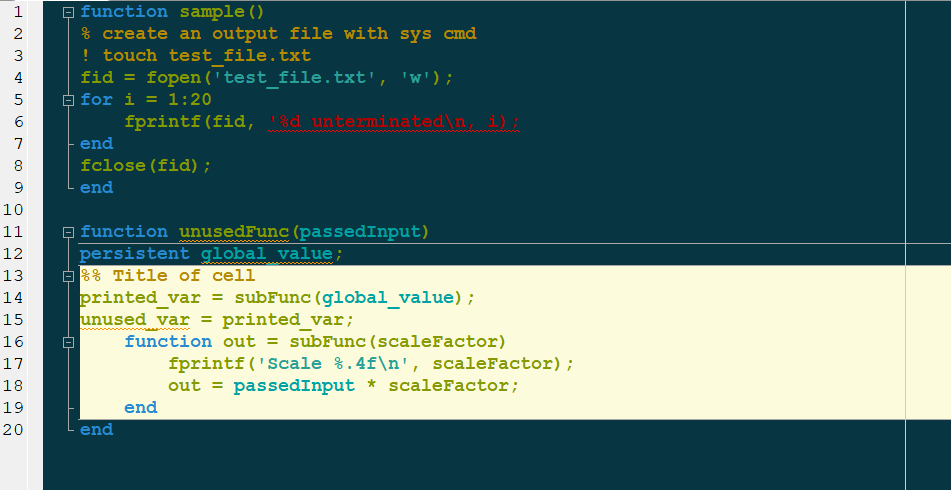 1 function sample()
2 % create an output file with sys cmd
3 ! touch test_file.txt
4 fid = fopen('test_file.txt', 'w');
5 for i = 1:20
6     fprintf(fid, '%d unterminated\n, i);
7 end
8 fclose(fid);
9 end
10
11 function unusedFunc(passedInput)
12 persistent global_value;
13 %% Title of cell
14 printed_var = subFunc(global_value);
15 unused_var = printed_var;
16     function out = subFunc(scaleFactor)
17         fprintf('Scale %.4f\n', scaleFactor);
18         out = passedInput * scaleFactor;
19     end
20 end